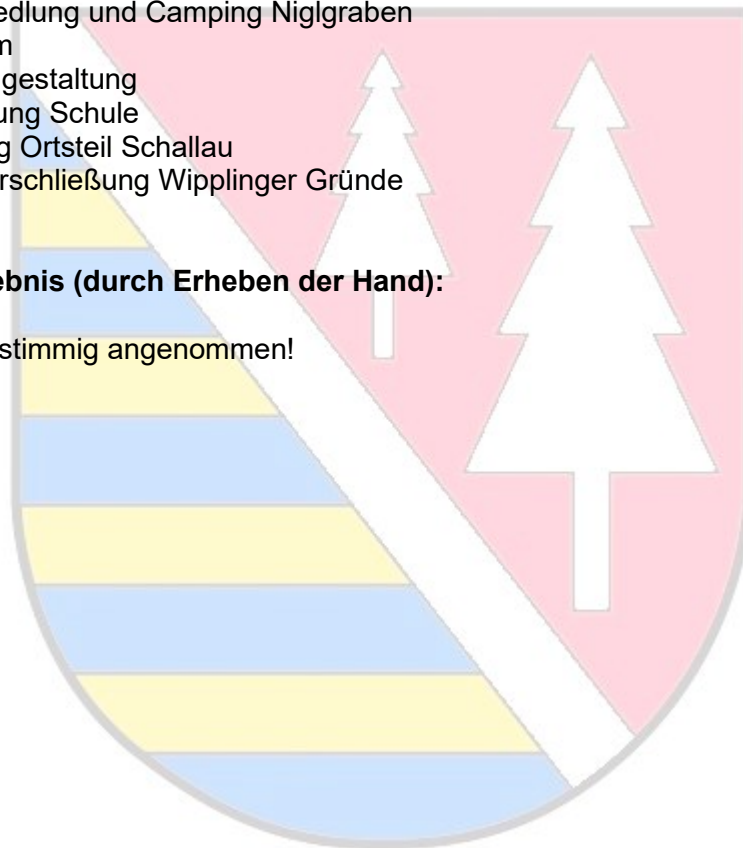 edlung und Camping Niglgraben
n
gestaltung
ung Schule
g Ortsteil Schallau
rschließung Wipplinger Gründe
ebnis (durch Erheben der Hand):
stimmig angenommen!